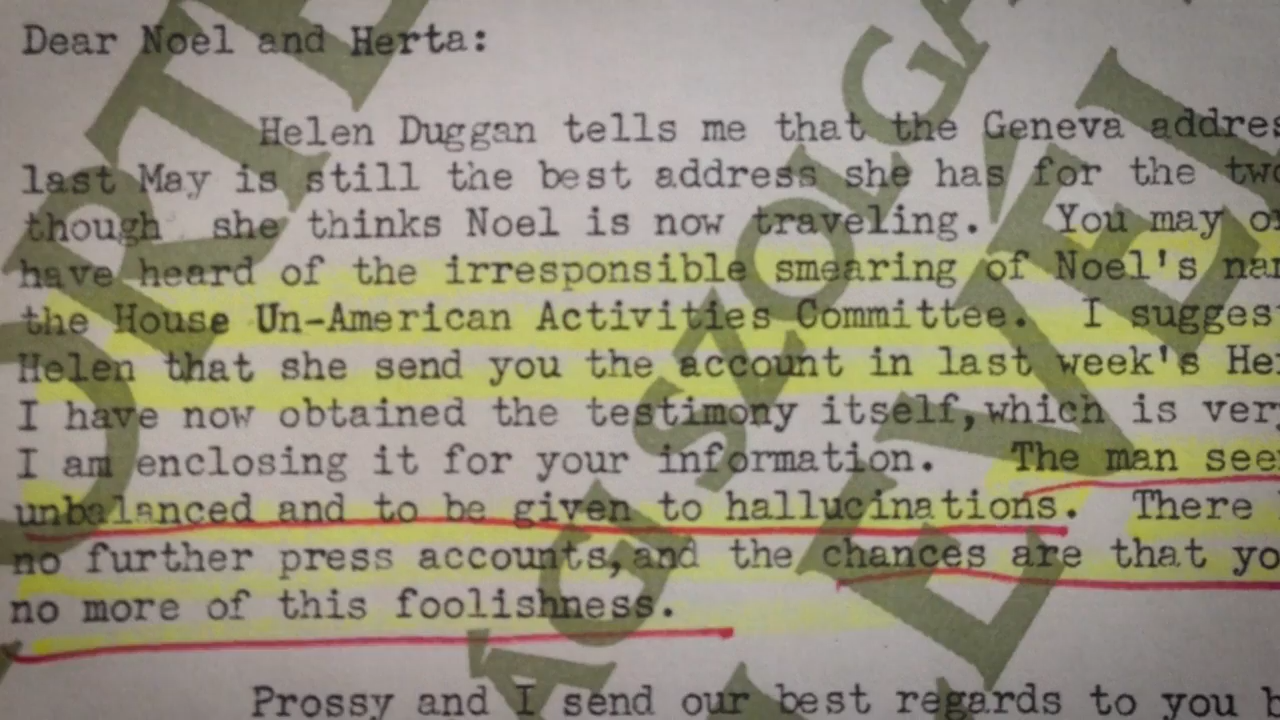 Dear Noel and Herta:
Helen Duggan tells me that the Geneva addres
last May is still the best address she has for the two
though she thinks Noel is now traveling. You may or
have heard of the irresponsible smearing of Noel's nam
the House Un-American Activities Committee. I sugges
Helen that she send you the account in last week's He
I have now obtained the testimony itself,which is very
I am enclosing it for your information. The man see
unbalanced and to be given to hallucinations. There
no further press accounts,and the chances are that yo
no more of this foolishness.
Prossy and I send our best regards to you b